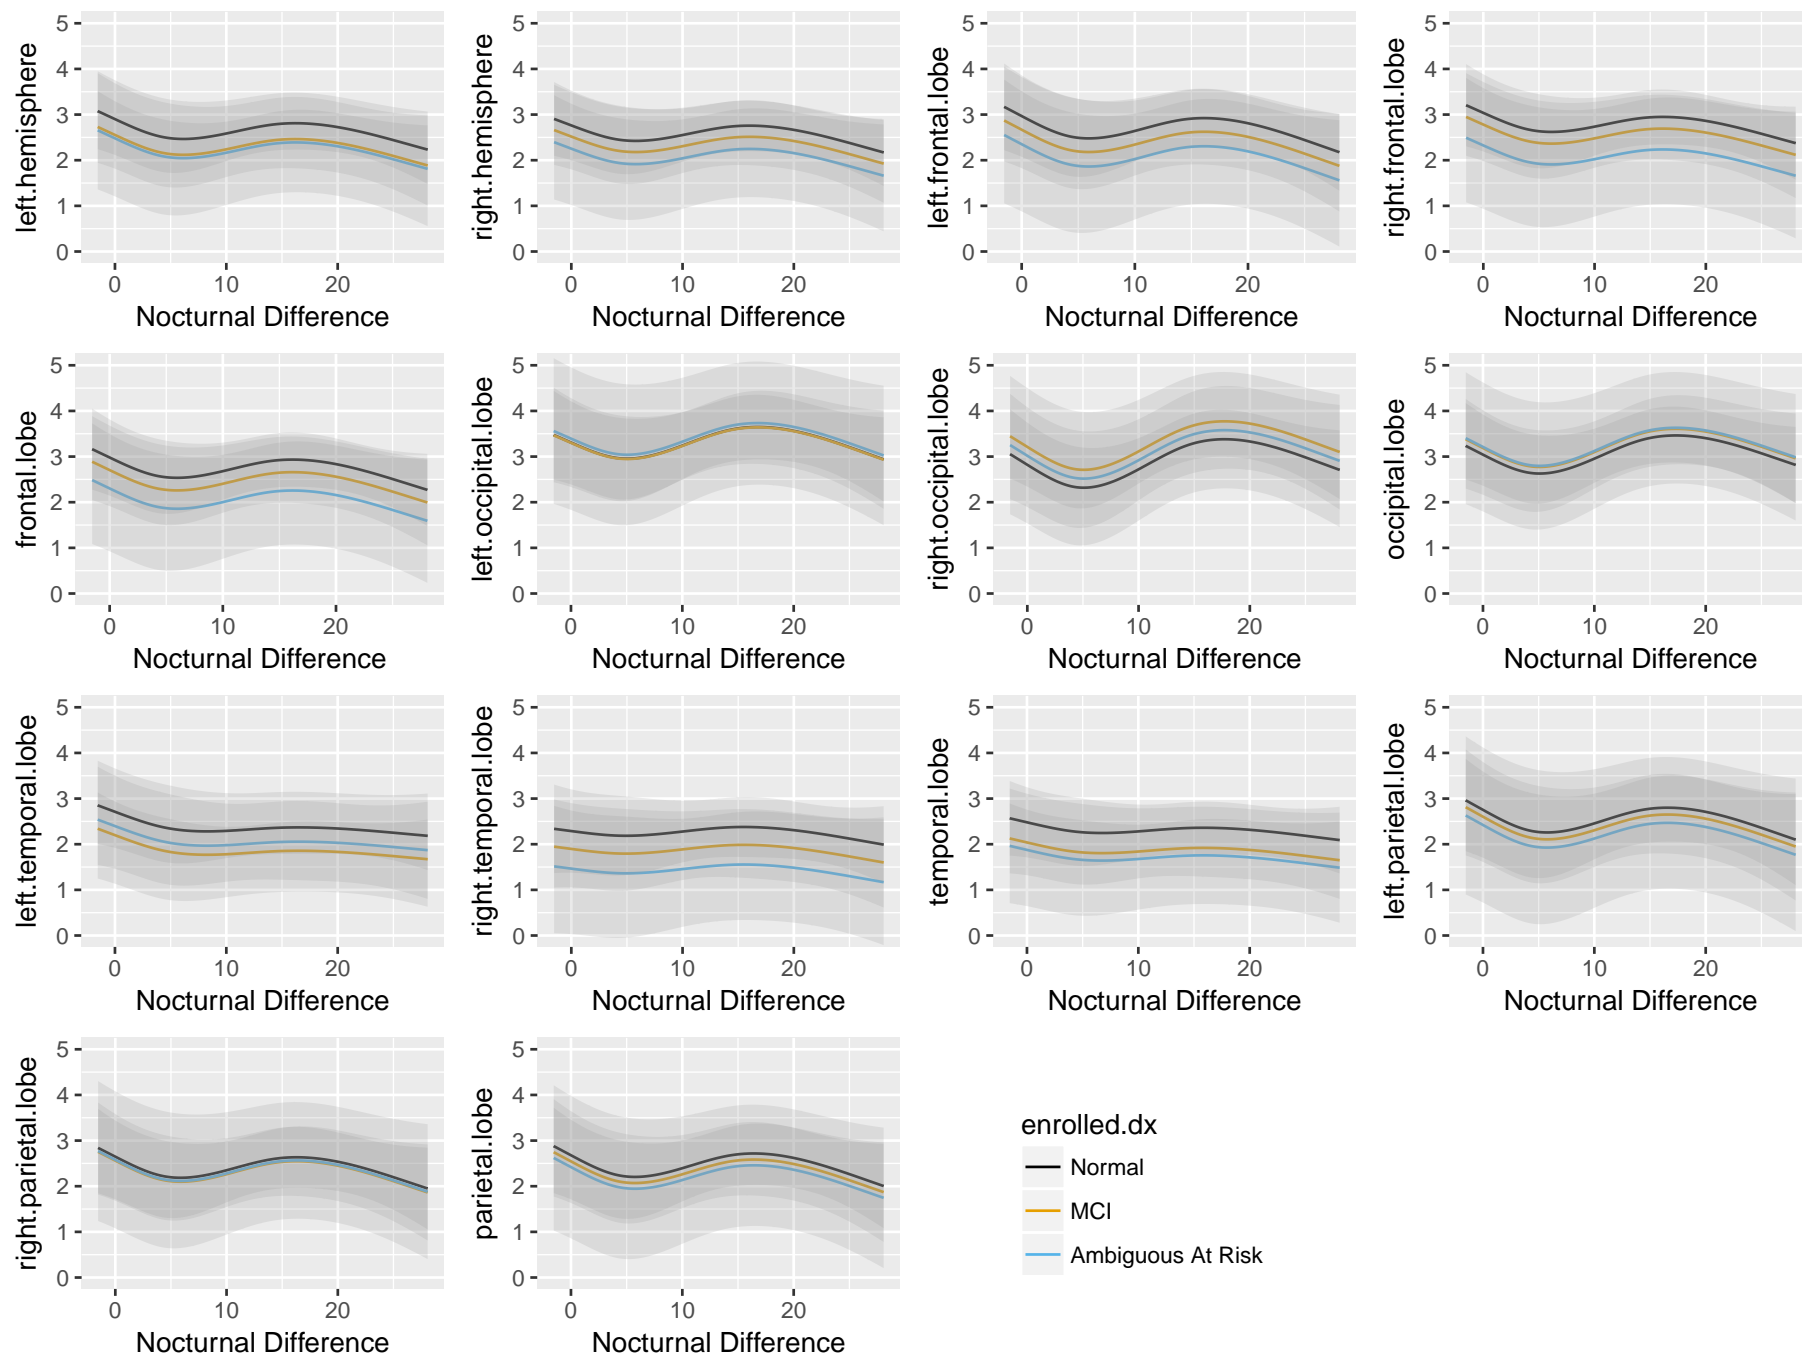 left.hemisphere
5
4
3
2
1
0
0 10 20
Nocturnal Difference
right.hemisphere
5
4
3
2
1
0
0 10 20
Nocturnal Difference
left.frontal.lobe
5
4
3
2
1
0
0 10 20
Nocturnal Difference
right.frontal.lobe
5
4
3
2
1
0
0 10 20
Nocturnal Difference
frontal.lobe
5
4
3
2
1
0
0 10 20
Nocturnal Difference
left.occipital.lobe
5
4
3
2
1
0
0 10 20
Nocturnal Difference
right.occipital.lobe
5
4
3
2
1
0
0 10 20
Nocturnal Difference
occipital.lobe
5
4
3
2
1
0
0 10 20
Nocturnal Difference
left.temporal.lobe
5
4
3
2
1
0
0 10 20
Nocturnal Difference
right.temporal.lobe
5
4
3
2
1
0
0 10 20
Nocturnal Difference
temporal.lobe
5
4
3
2
1
0
0 10 20
Nocturnal Difference
left.parietal.lobe
5
4
3
2
1
0
0 10 20
Nocturnal Difference
right.parietal.lobe
5
4
3
2
1
0
0 10 20
Nocturnal Difference
parietal.lobe
5
4
3
2
1
0
0 10 20
Nocturnal Difference
enrolled.dx
Normal
MCI
Ambiguous At Risk